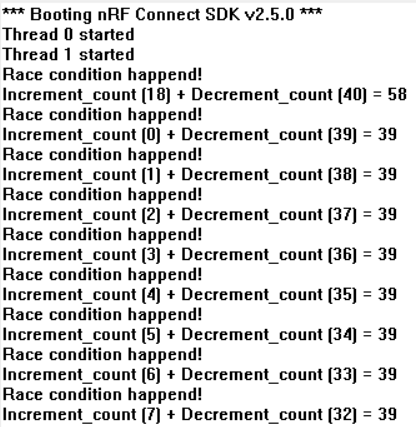 *** Booting nRF Connect SDK v2.5.0 ***
Thread 0 started
Thread 1 started
Race condition happend!
Increment_count (18) + Decrement_count (40) = 58
Race condition happend!
Increment_count (0) + Decrement_count (39) = 39
Race condition happend!
Increment_count (1) + Decrement_count (38) = 39
Race condition happend!
Increment_count (2) + Decrement_count (37) = 39
Race condition happend!
Increment_count (3) + Decrement_count (36) = 39
Race condition happend!
Increment_count (4) + Decrement_count (35) = 39
Race condition happend!
Increment_count (5) + Decrement_count (34) = 39
Race condition happend!
Increment_count (6) + Decrement_count (33) = 39
Race condition happend!
Increment_count (7) + Decrement_count (32) = 39